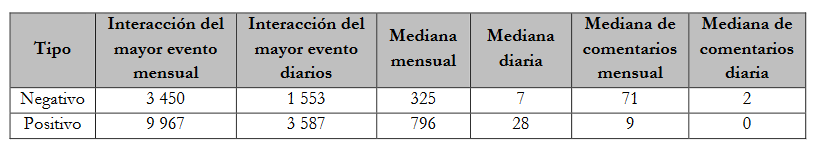 Tipo
Interacción del
mayor evento
mensual
Interacción del
mayor evento
diarios
Mediana
mensual
Mediana
diaria
Mediana de
comentarios
mensual
Mediana de
comentarios
diaria
Negativo 3 450 1 553 325 7 71 2
Positivo 9 967 3 587 796 28 9 0